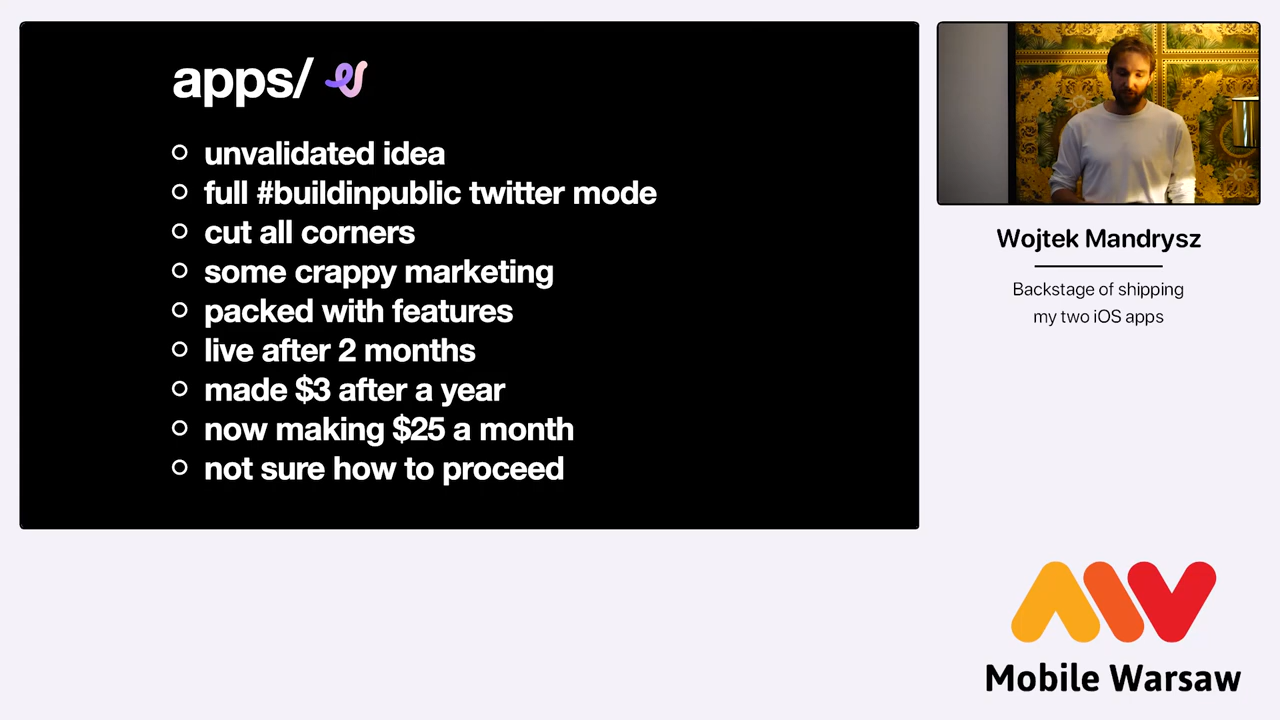 apps/
unvalidated idea
full #buildinpublic twitter mode
cut all corners
some crappy marketing
packed with features
live after 2 months
made $3 after a year
now making $25 a month
not sure how to proceed
Wojtek Mandrysz
Backstage of shipping
my two iOS apps
Mobile Warsaw